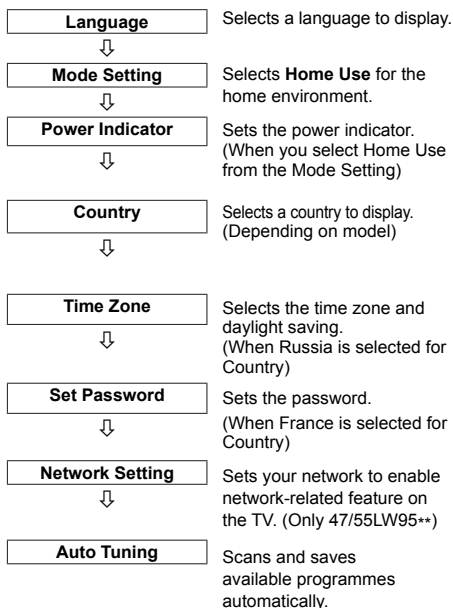 Language
Selects a language to display.
Mode Setting
Selects Home Use for the
home environment.
Power Indicator
Sets the power indicator.
(When you select Home Use
from the Mode Setting)
Country
Selects a country to display.
(Depending on model)
Time Zone
Selects the time zone and
daylight saving.
(When Russia is selected for
Country)
Set Password
Sets the password.
(When France is selected for
Country)
Network Setting
Sets your network to enable
network-related feature on
the TV. (Only 47/55LW95**)
Auto Tuning
Scans and saves
available programmes
automatically.